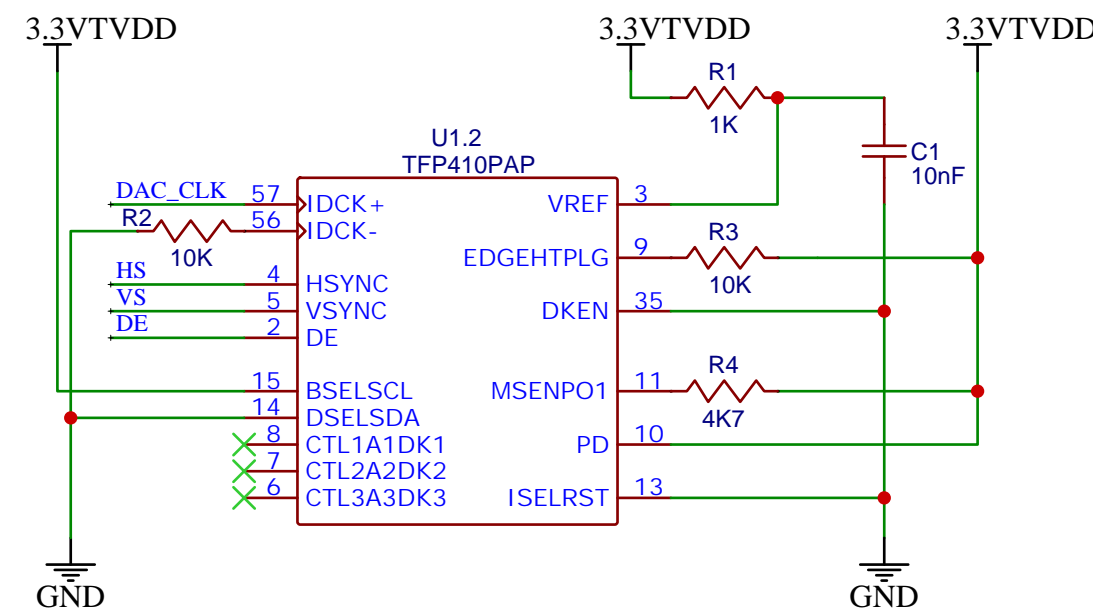 3.3VTVDD
3.3VTVDD
3.3VTVDD
R1
1K
C1
10nF
U1.2
TFP410PAP
DAC_CLK
57
IDCK+
R2
56
IDCK-
10K
HS
4
HSYNC
VS
5
VSYNC
DE
2
DE
15
BSELSCL
14
DSELSDA
8
CTL1A1DK1
7
CTL2A2DK2
6
CTL3A3DK3
VREF
3
EDGEHTPLG
9
R3
10K
DKEN
35
MSENPO1
11
R4
4K7
PD
10
ISELRST
13
GND
GND